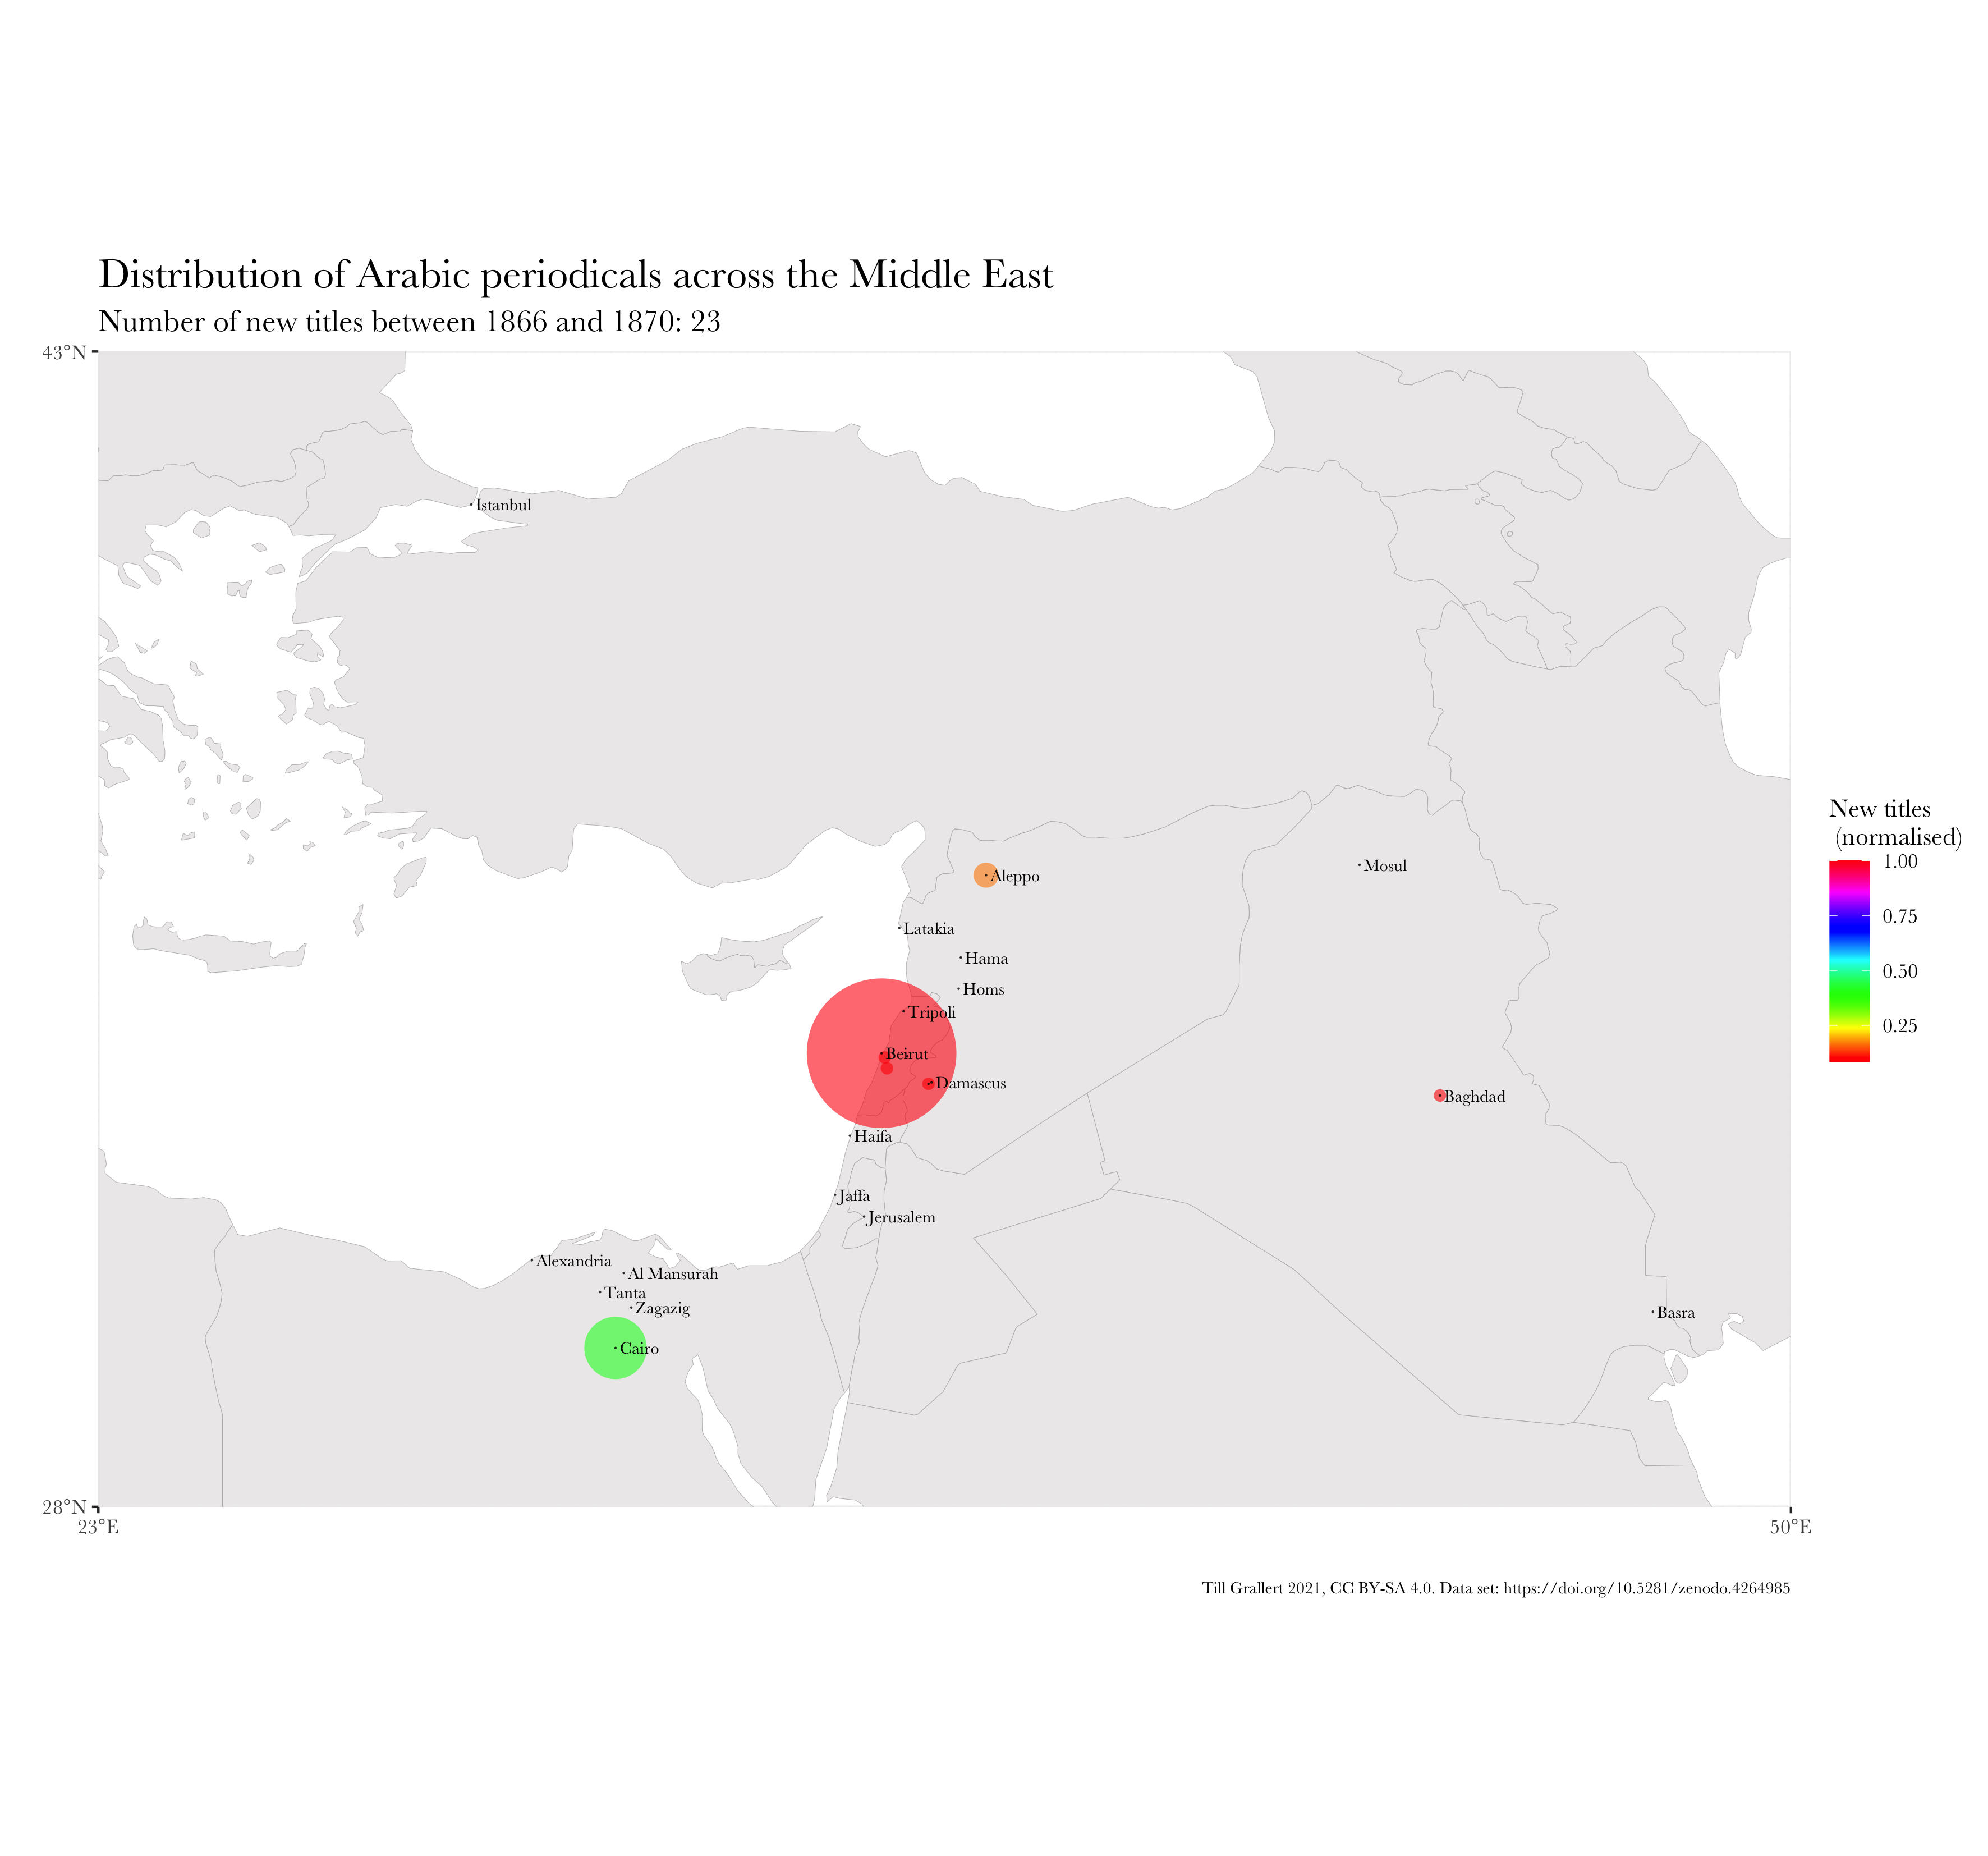 Distribution of Arabic periodicals across the Middle East
Number of new titles between 1866 and 1870: 23
43°N
Istanbul
Aleppo
Mosul
Latakia
Hama
Homs
Tripoli
Beirut
Damascus
Baghdad
Haifa
Jaffa
Jerusalem
Alexandria
Al Mansurah
Tanta
Zagazig
Basra
Cairo
28°N
23°E
50°E
New titles
(normalised)
1.00
0.75
0.50
0.25
Till Grallert 2021, CC BY-SA 4.0. Data set: https://doi.org/10.5281/zenodo.4264985